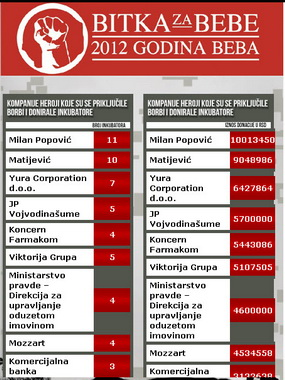 BITKA ZA BEBE
2012 GODINA BEBA
KOMPANIJE HEROJI KOJE SU SE PRIKLJUČILE
BORBI I DONIRALE INKUBATORE
BROJ INKUBATORA
Milan Popović 11
Matijević 10
Yura Corporation
d.o.o. 7
JP
Vojvodinašume 5
Koncern
Farmakom 4
Viktorija Grupa 5
Ministarstvo
pravde –
Direkcija za
upravljanje
oduzetom
imovinom 4
Mozzart 4
Komercijalna
banka 3
KOMPANIJE HEROJI KOJE SU SE PRIKLJUČILE
BORBI I DONIRALE INKUBATORE
IZNOS DONACIJE U RSD
Milan Popović 10013450
Matijević 9048986
Yura
Corporation
d.o.o. 6427864
JP
Vojvodinašume 5700000
Koncern
Farmakom 5443086
Viktorija Grupa 5107505
Ministarstvo
pravde –
Direkcija za
upravljanje
oduzetom
imovinom 4600000
Mozzart 4534558
Komercijalna